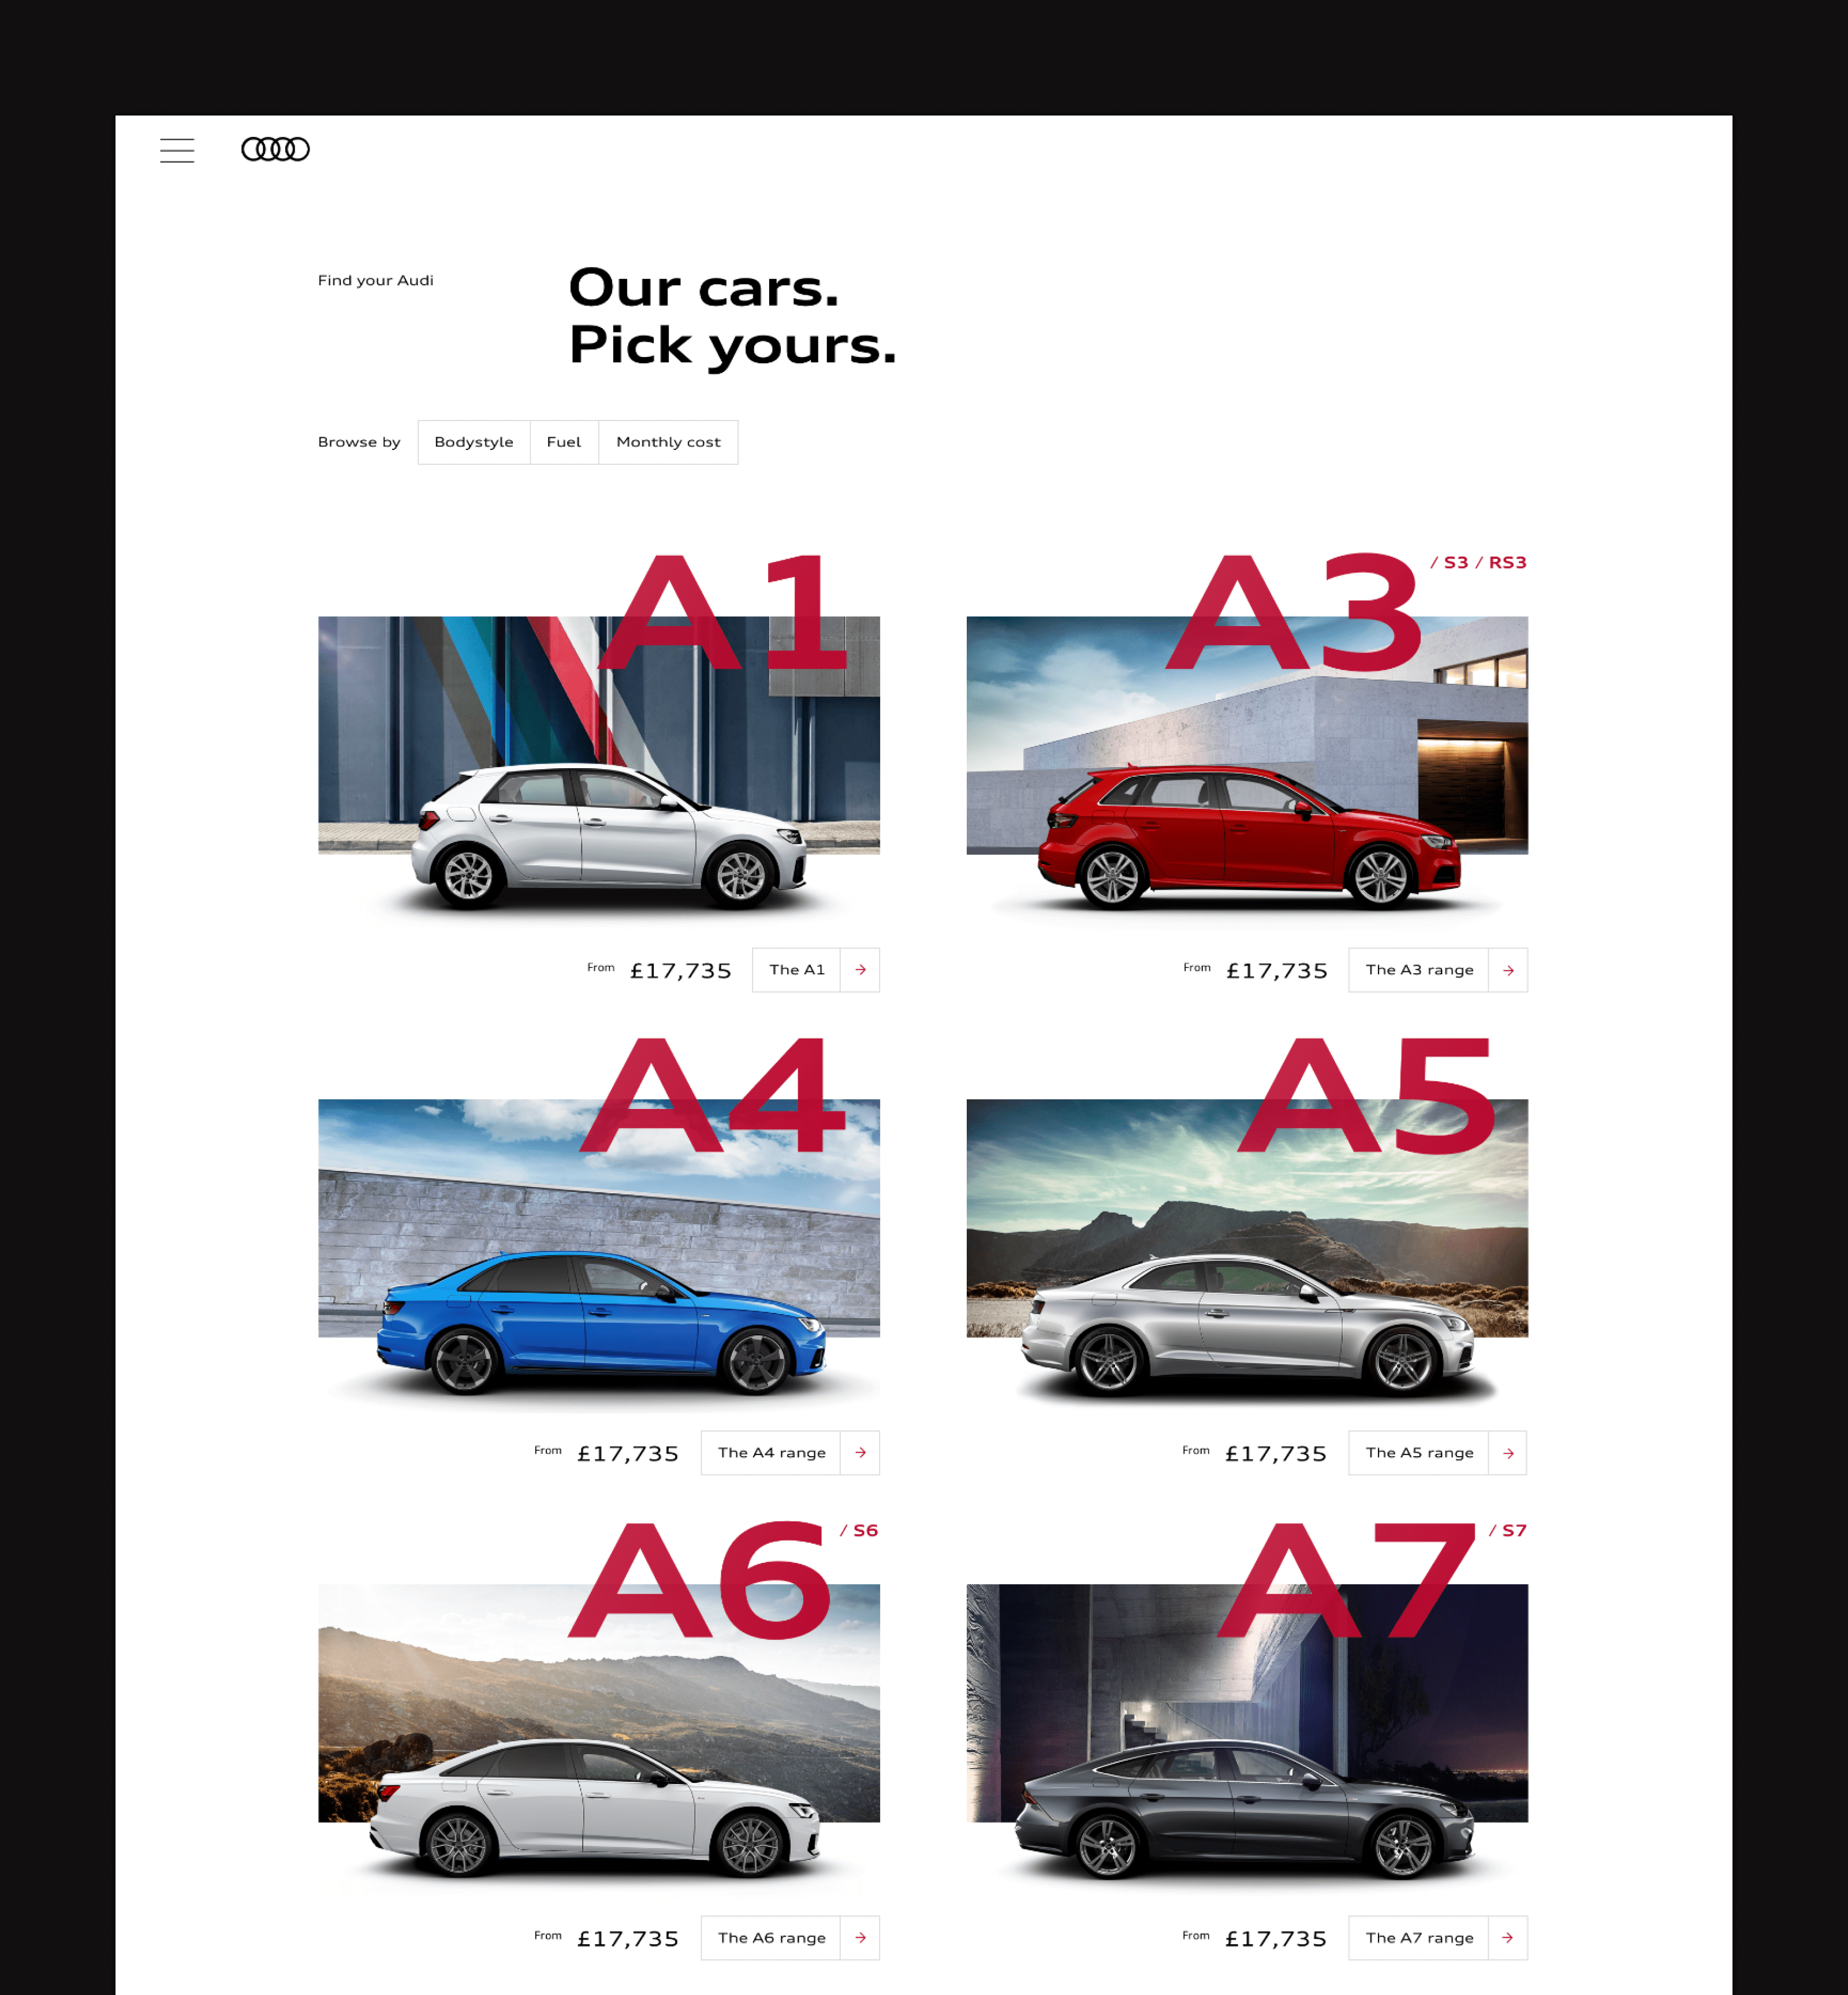 Find your Audi
Our cars.
Pick yours.
Browse by Bodystyle Fuel Monthly cost
A1
From £17,735 The A1 →
A3 / S3 / RS3
From £17,735 The A3 range →
A4
From £17,735 The A4 range →
A5
From £17,735 The A5 range →
A6 / S6
From £17,735 The A6 range →
A7 / S7
From £17,735 The A7 range →